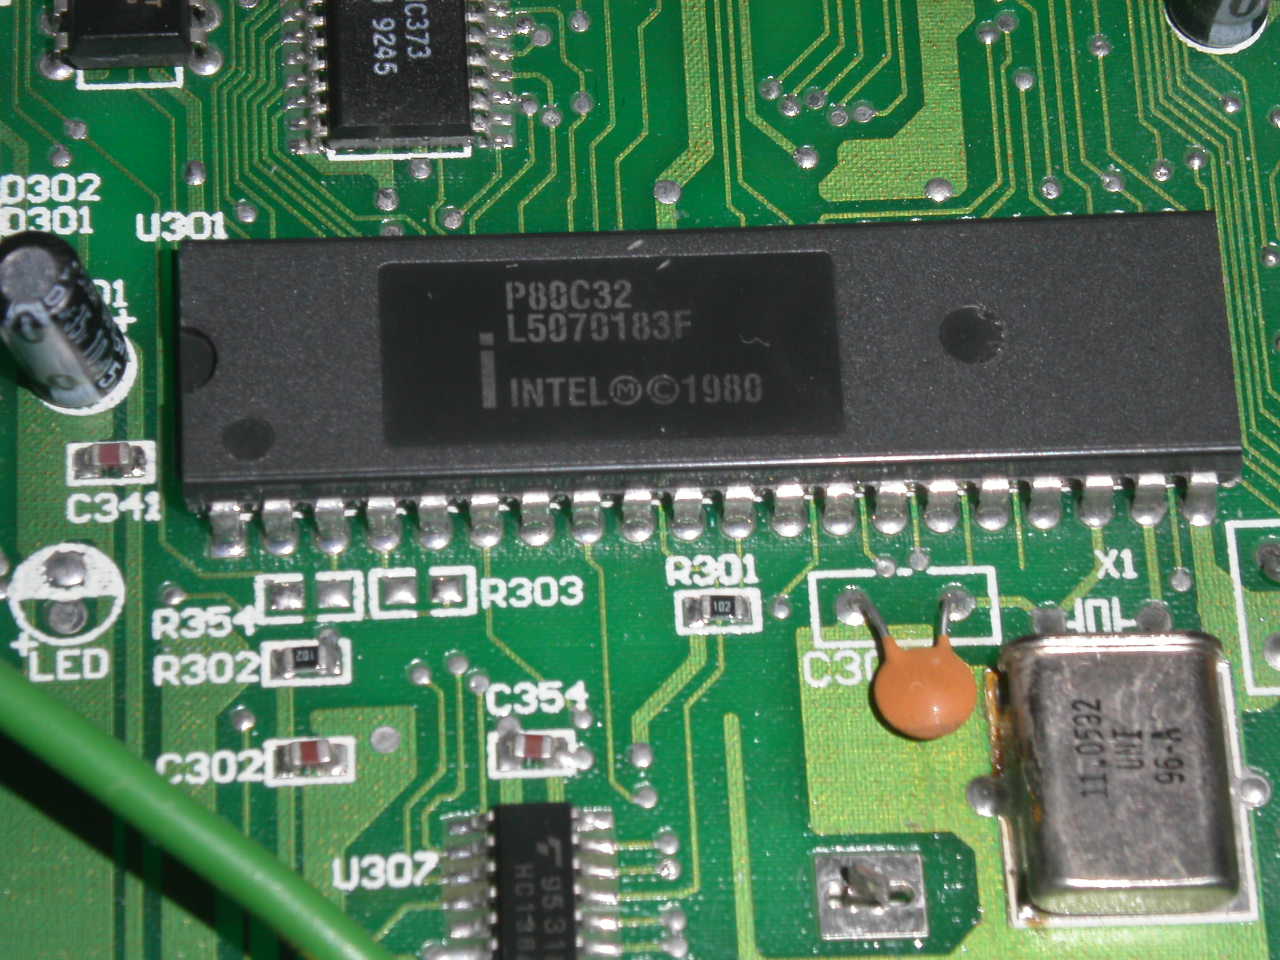 C373
9245
D302
D301
U301
P80C32
L5070183F
i
INTEL Ⓜ © 1980
C341
R354
R303
R301
102
X1
LED
R302
102
C354
C302
11.0592
UNI
96-A
U307